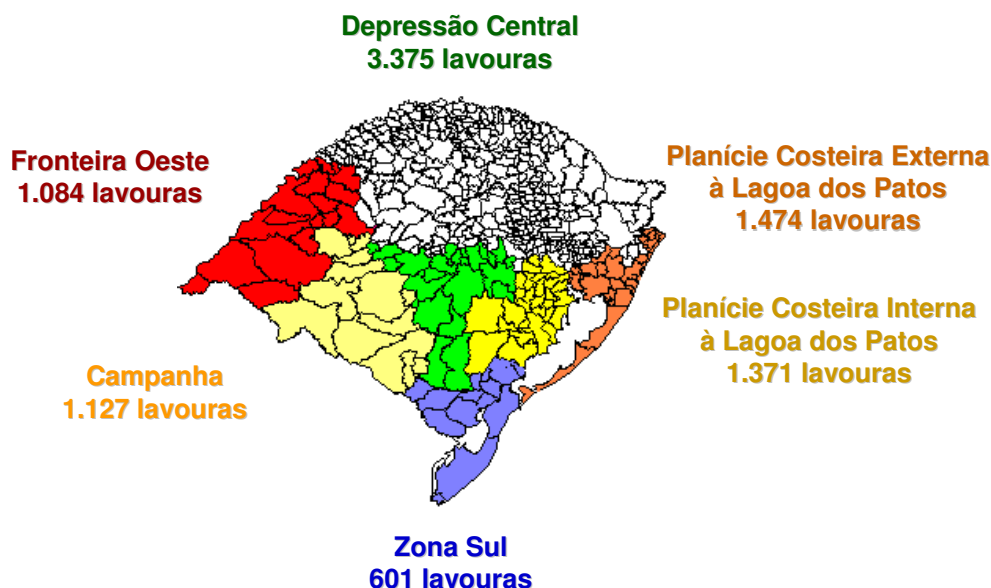 Depressão Central
3.375 lavouras
Fronteira Oeste
1.084 lavouras
Planície Costeira Externa
à Lagoa dos Patos
1.474 lavouras
Planície Costeira Interna
à Lagoa dos Patos
1.371 lavouras
Campanha
1.127 lavouras
Zona Sul
601 lavouras